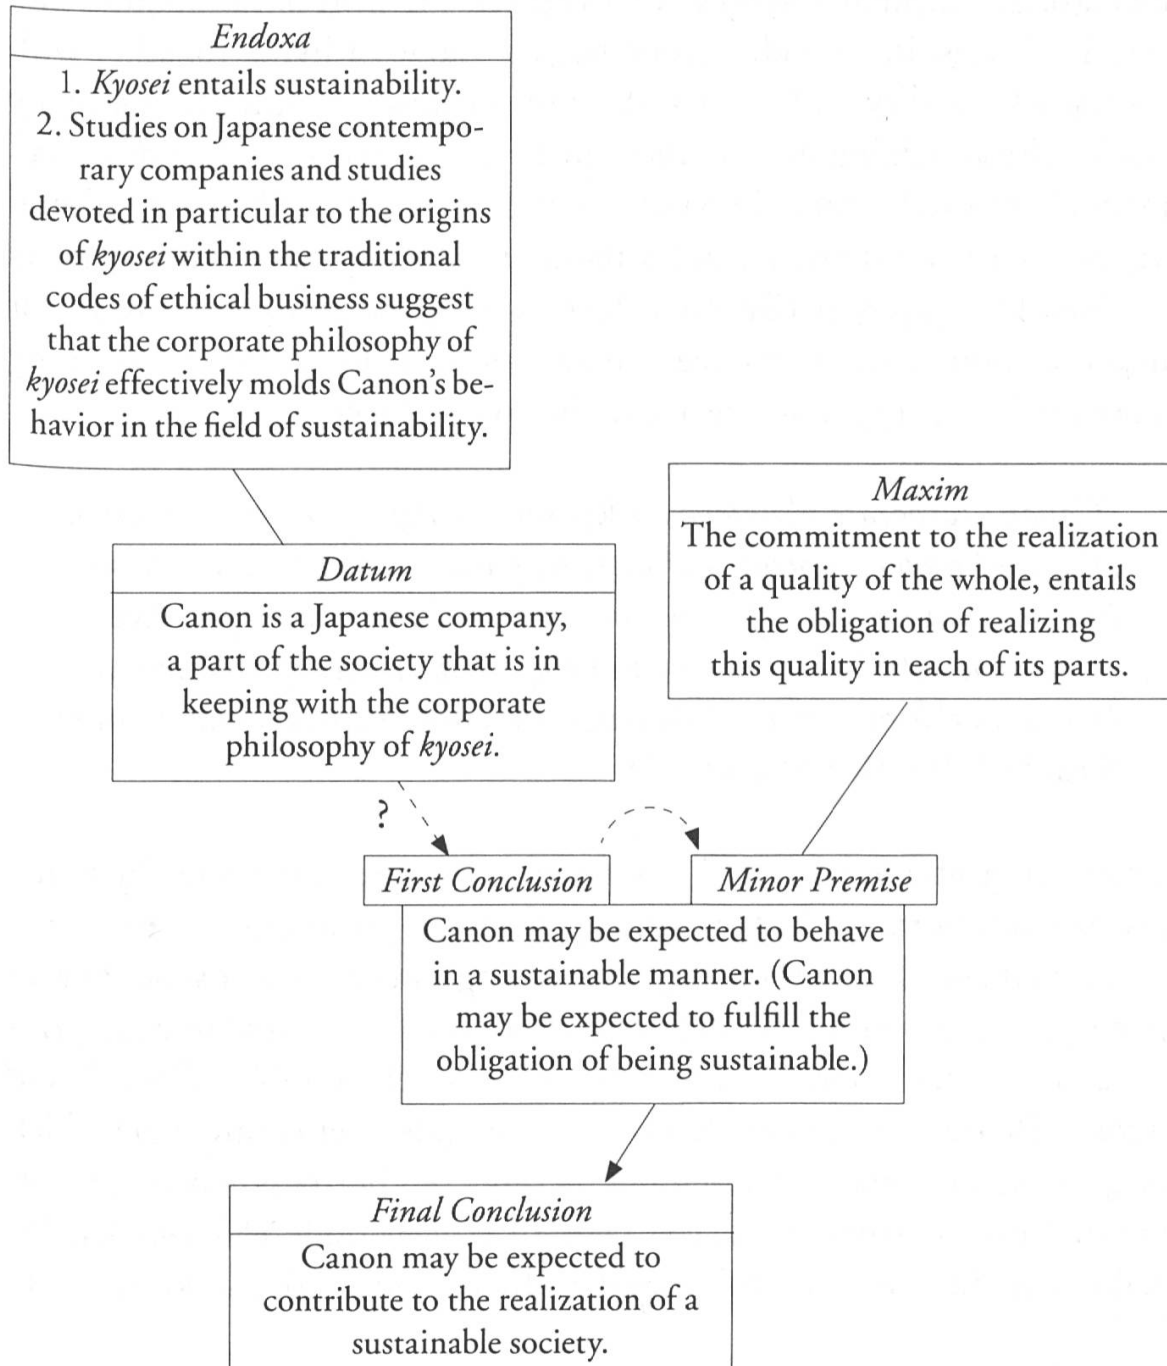 Endoxa
1. Kyosei entails sustainability.
2. Studies on Japanese contempo-
rary companies and studies
devoted in particular to the origins
of kyosei within the traditional
codes of ethical business suggest
that the corporate philosophy of
kyosei effectively molds Canon's be-
havior in the field of sustainability.
Maxim
The commitment to the realization
of a quality of the whole, entails
the obligation of realizing
this quality in each of its parts.
Datum
Canon is a Japanese company,
a part of the society that is in
keeping with the corporate
philosophy of kyosei.
?
First Conclusion
Minor Premise
Canon may be expected to behave
in a sustainable manner. (Canon
may be expected to fulfill the
obligation of being sustainable.)
Final Conclusion
Canon may be expected to
contribute to the realization of a
sustainable society.